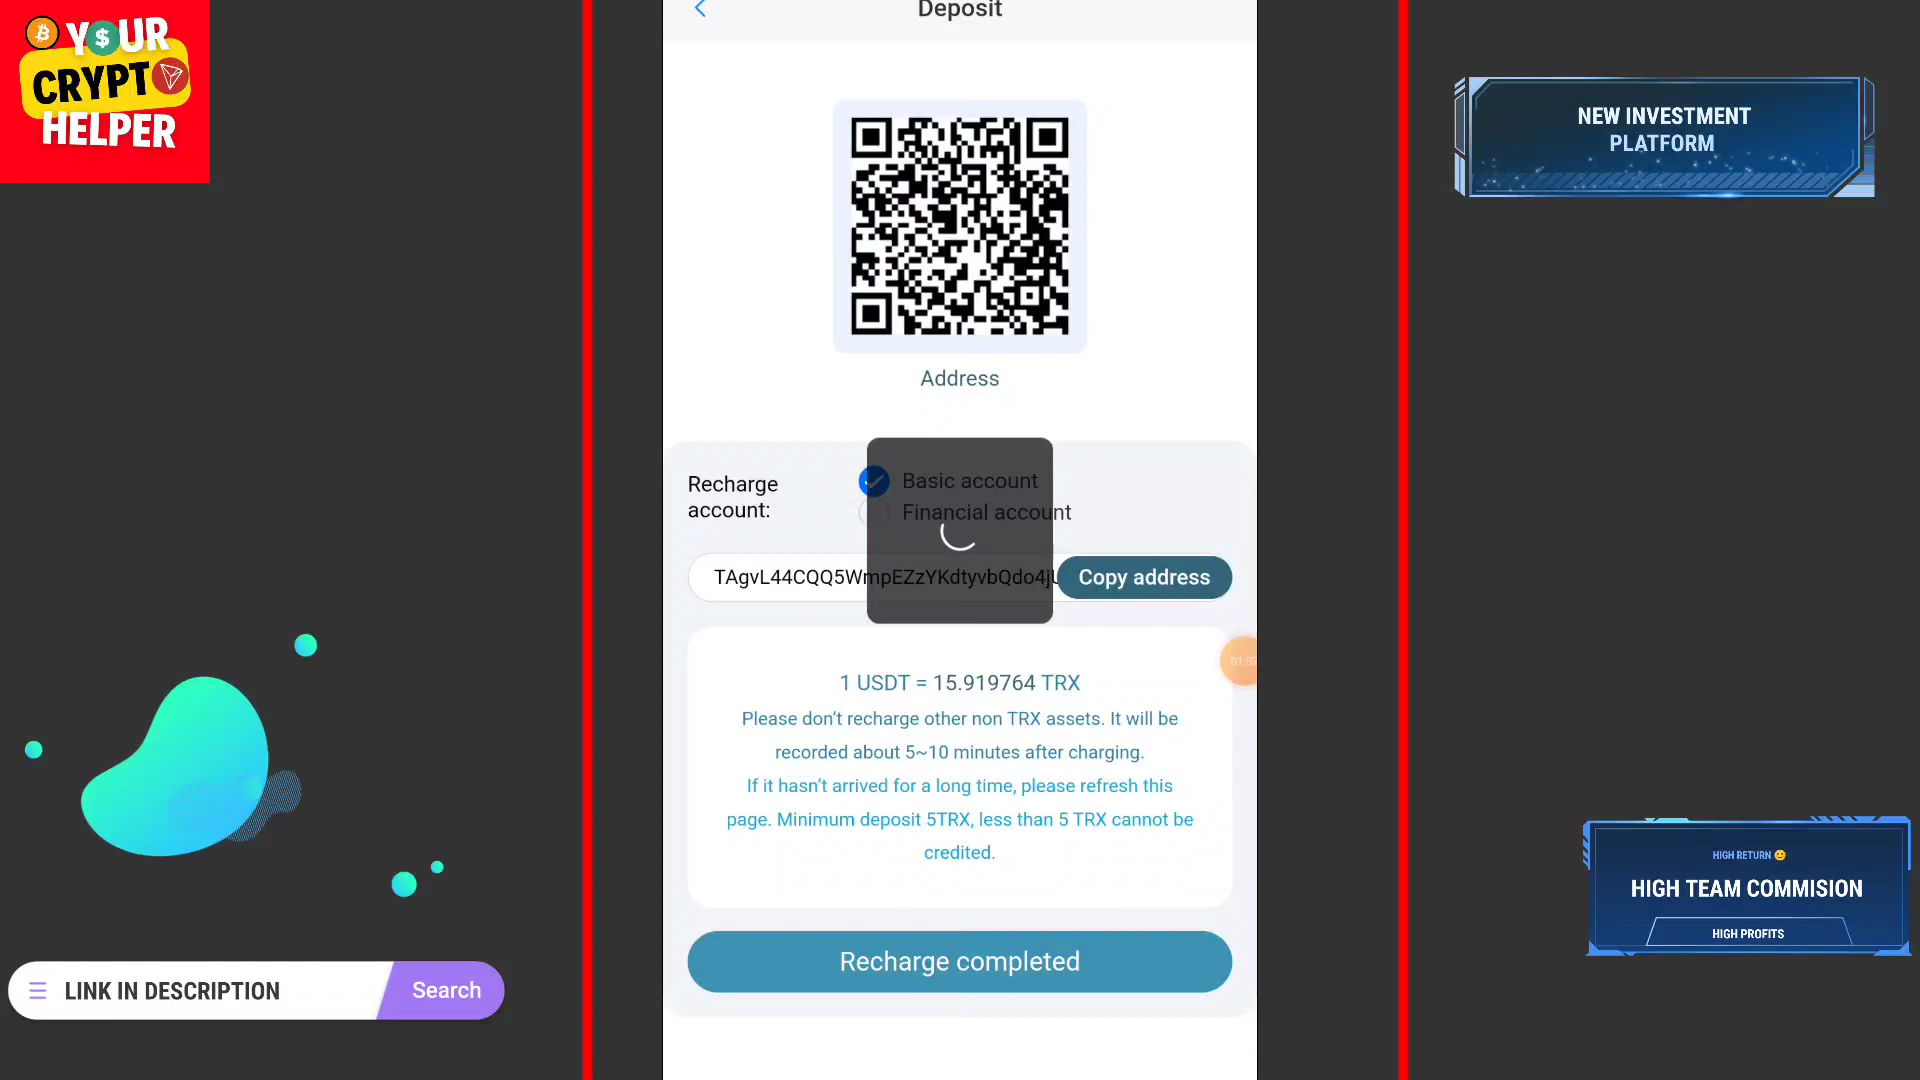 YOUR
CRYPTO
HELPER
Deposit
NEW INVESTMENT
PLATFORM
Address
Recharge
account:
Basic account
Financial account
Copy address
1 USDT = 15.919764 TRX
Please don't recharge other non TRX assets. It will be
recorded about 5~10 minutes after charging.
If it hasn't arrived for a long time, please refresh this
page. Minimum deposit 5TRX, less than 5 TRX cannot be
credited.
Recharge completed
HIGH RETURN 😐
HIGH TEAM COMMISION
HIGH PROFITS
LINK IN DESCRIPTION
Search